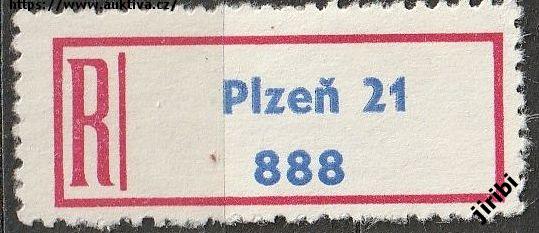 https://www.auktiva.cz/
R
Plzeň 21
888
jiribi